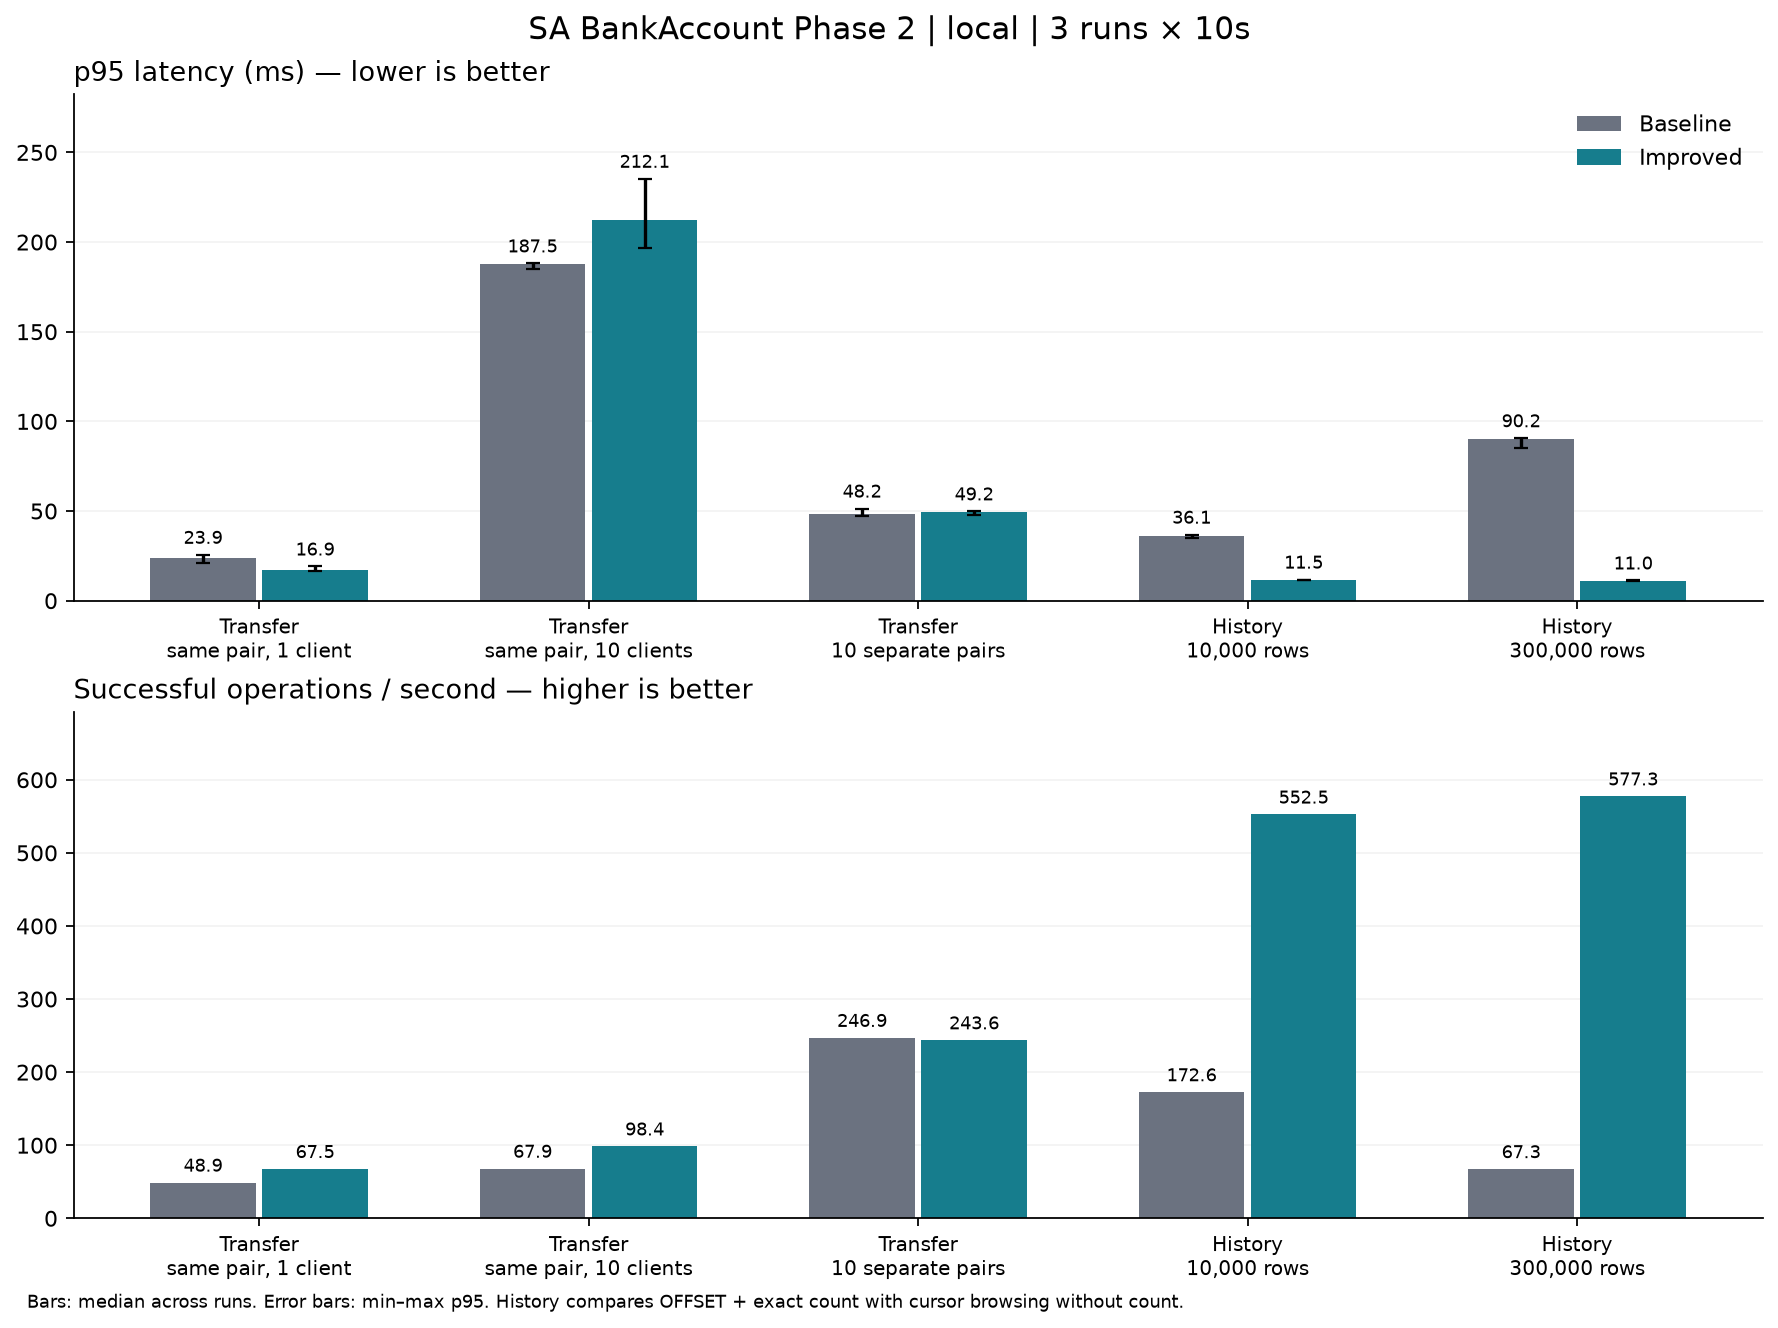 SA BankAccount Phase 2 | local | 3 runs × 10s
p95 latency (ms) — lower is better
Baseline
Improved
250
200
150
100
50
0
23.9
16.9
187.5
212.1
48.2
49.2
36.1
11.5
90.2
11.0
Transfer
same pair, 1 client
Transfer
same pair, 10 clients
Transfer
10 separate pairs
History
10,000 rows
History
300,000 rows
Successful operations / second — higher is better
600
500
400
300
200
100
0
48.9
67.5
67.9
98.4
246.9
243.6
172.6
552.5
67.3
577.3
Transfer
same pair, 1 client
Transfer
same pair, 10 clients
Transfer
10 separate pairs
History
10,000 rows
History
300,000 rows
Bars: median across runs. Error bars: min–max p95. History compares OFFSET + exact count with cursor browsing without count.